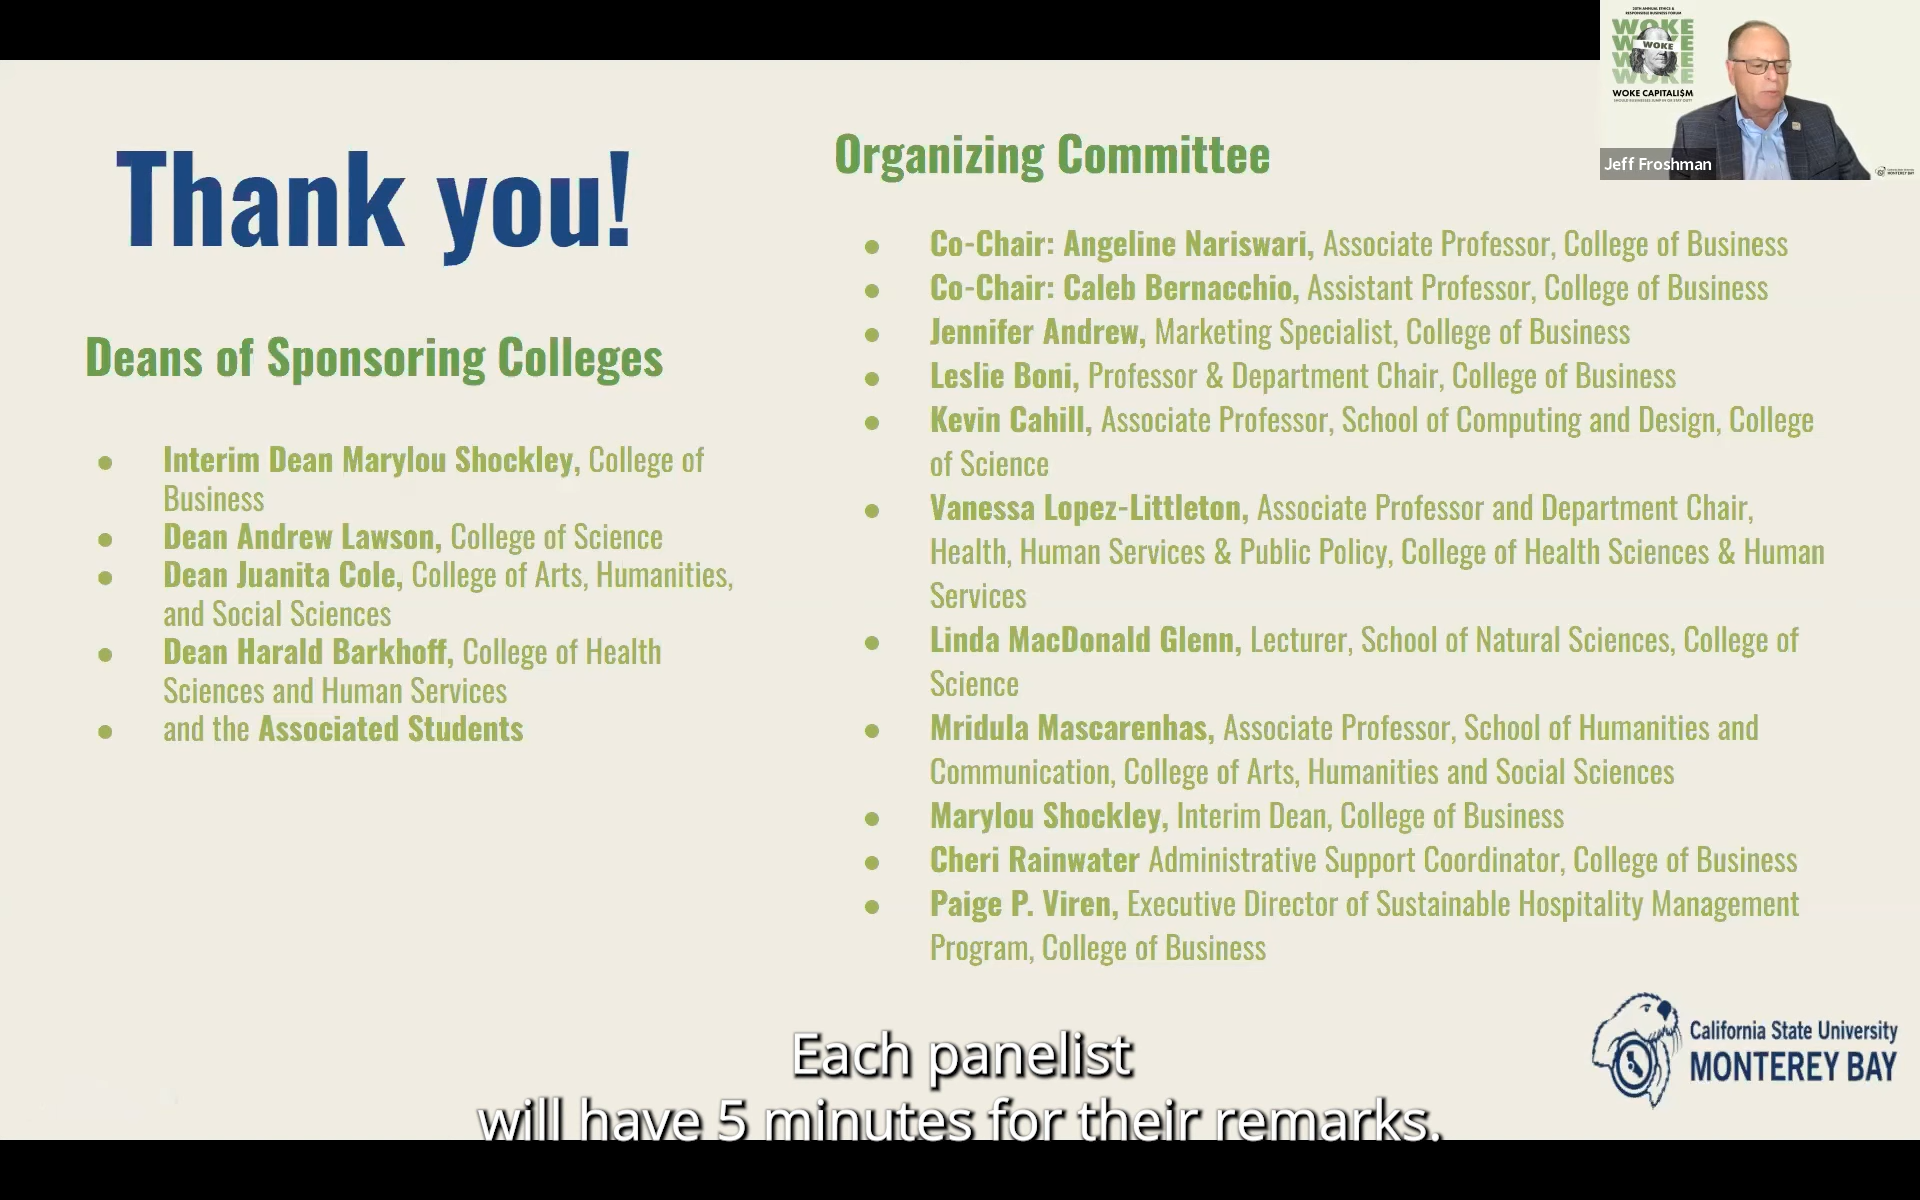 Thank you!
Deans of Sponsoring Colleges
● Interim Dean Marylou Shockley, College of
Business
● Dean Andrew Lawson, College of Science
● Dean Juanita Cole, College of Arts, Humanities,
and Social Sciences
● Dean Harald Barkhoff, College of Health
Sciences and Human Services
● and the Associated Students
Organizing Committee
● Co-Chair: Angeline Nariswari, Associate Professor, College of Business
● Co-Chair: Caleb Bernacchio, Assistant Professor, College of Business
● Jennifer Andrew, Marketing Specialist, College of Business
● Leslie Boni, Professor & Department Chair, College of Business
● Kevin Cahill, Associate Professor, School of Computing and Design, College
of Science
● Vanessa Lopez-Littleton, Associate Professor and Department Chair,
Health, Human Services & Public Policy, College of Health Sciences & Human
Services
● Linda MacDonald Glenn, Lecturer, School of Natural Sciences, College of
Science
● Mridula Mascarenhas, Associate Professor, School of Humanities and
Communication, College of Arts, Humanities and Social Sciences
● Marylou Shockley, Interim Dean, College of Business
● Cheri Rainwater Administrative Support Coordinator, College of Business
● Paige P. Viren, Executive Director of Sustainable Hospitality Management
Program, College of Business
WOKE
WOKE
WOKE CAPITALI$M
Jeff Froshman
MONTEREY BAY
California State University
MONTEREY BAY
Each panelist
will have 5 minutes for their remarks.